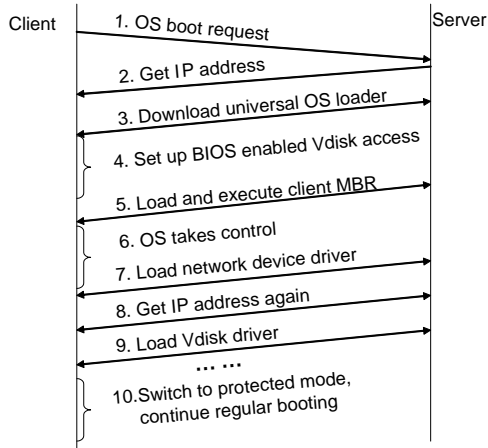 Client
Server
1. OS boot request
2. Get IP address
3. Download universal OS loader
4. Set up BIOS enabled Vdisk access
5. Load and execute client MBR
6. OS takes control
7. Load network device driver
8. Get IP address again
9. Load Vdisk driver
... ...
10.Switch to protected mode,
continue regular booting